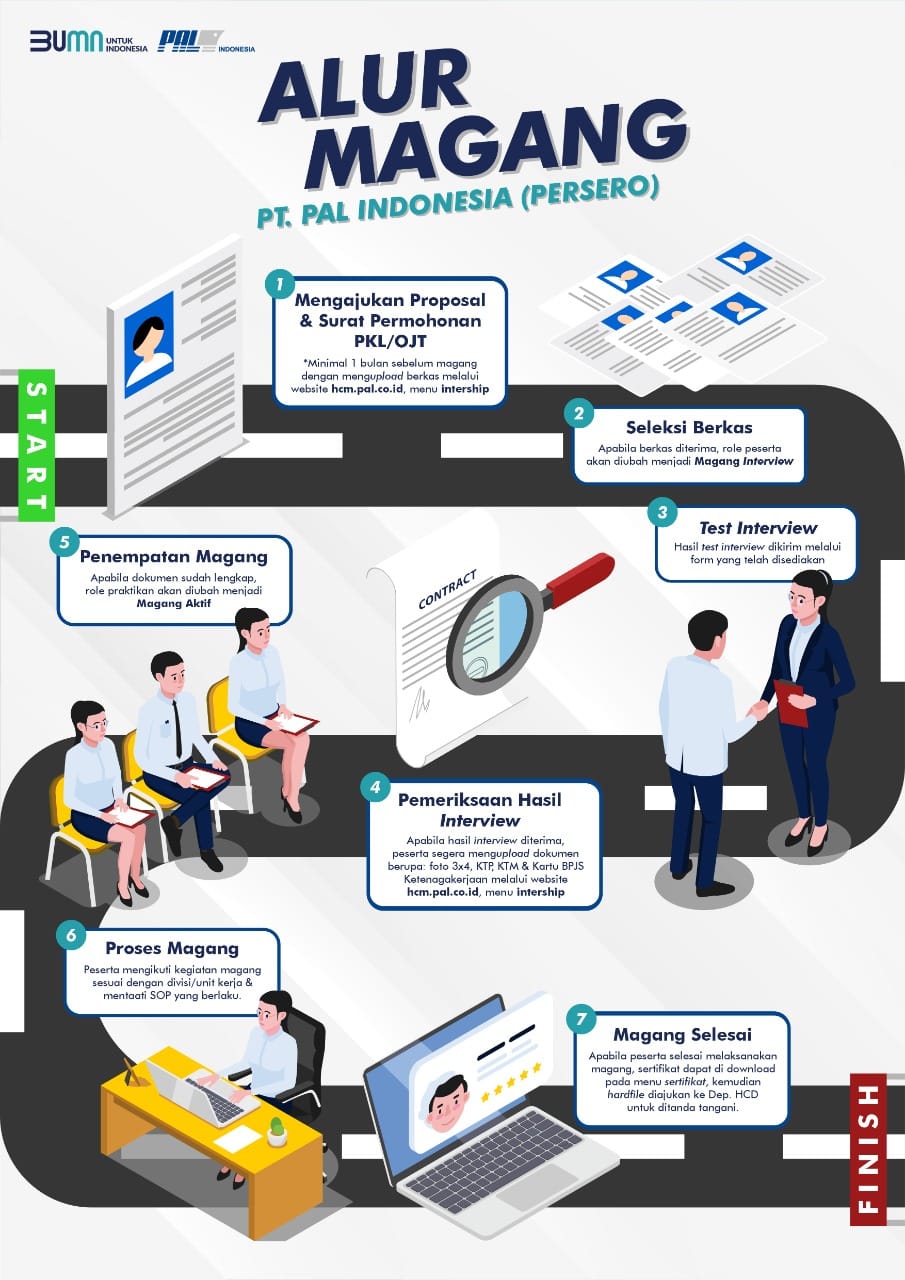 BUMN UNTUK
INDONESIA
PAL INDONESIA
ALUR
MAGANG
PT. PAL INDONESIA (PERSERO)
START
1
Mengajukan Proposal
& Surat Permohonan
PKL/OJT
*Minimal 1 bulan sebelum magang
dengan mengupload berkas melalui
website hcm.pal.co.id, menu intership
2
Seleksi Berkas
Apabila berkas diterima, role peserta
akan diubah menjadi Magang Interview
3
Test Interview
Hasil test interview dikirim melalui
form yang telah disediakan
CONTRACT
4
Pemeriksaan Hasil
Interview
Apabila hasil interview diterima,
peserta segera mengupload dokumen
berupa: foto 3x4, KTP, KTM & Kartu BPJS
Ketenagakerjaan melalui website
hcm.pal.co.id, menu intership
5
Penempatan Magang
Apabila dokumen sudah lengkap,
role praktikan akan diubah menjadi
Magang Aktif
6
Proses Magang
Peserta mengikuti kegiatan magang
sesuai dengan divisi/unit kerja &
mentaati SOP yang berlaku.
7
Magang Selesai
Apabila peserta selesai melaksanakan
magang, sertifikat dapat di download
pada menu sertifikat, kemudian
hardfile diajukan ke Dep. HCD
untuk ditanda tangani.
FINISH